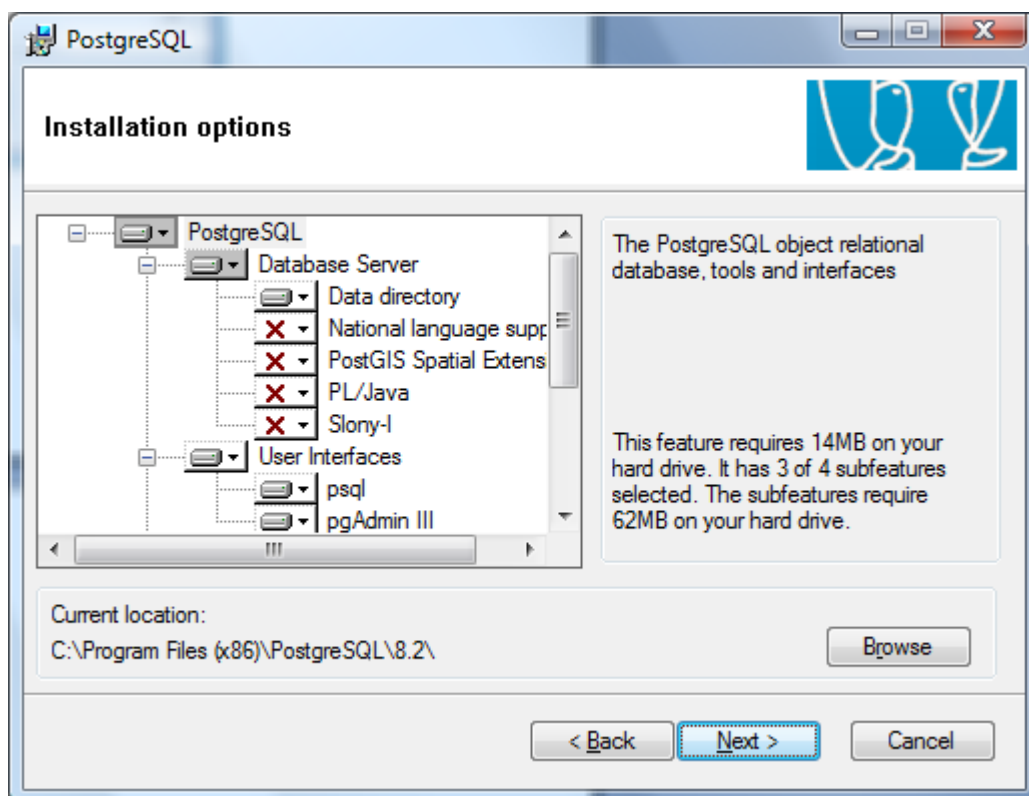 PostgreSQL
Installation options
PostgreSQL
Database Server
Data directory
National language supp
PostGIS Spatial Extens
PL/Java
Slony-I
User Interfaces
psql
pgAdmin III
The PostgreSQL object relational
database, tools and interfaces
This feature requires 14MB on your
hard drive. It has 3 of 4 subfeatures
selected. The subfeatures require
62MB on your hard drive.
Current location:
C:\Program Files (x86)\PostgreSQL\8.2\
Browse
< Back
Next >
Cancel